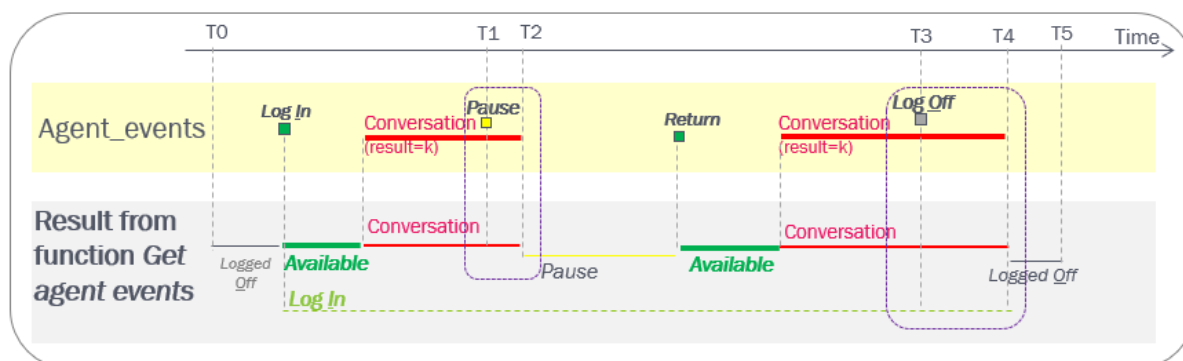 T0 T1 T2 T3 T4 T5 Time
Agent_events
Log In
Conversation
(result=k)
Pause
Return
Conversation
(result=k)
Log Off
Result from
function Get
agent events
Logged
Off
Available
Conversation
Pause
Available
Conversation
Logged Off
Log In